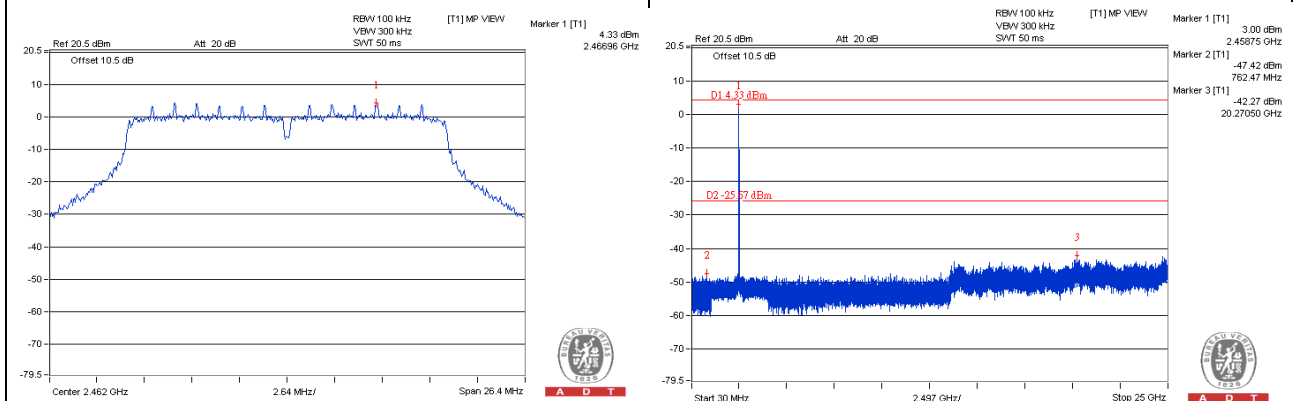 RBW 100 kHz
VBW 300 kHz
SWT 50 ms
[T1] MP VIEW
Marker 1 [T1]
4.33 dBm
2.46696 GHz
Ref 20.5 dBm
Att 20 dB
20.5
Offset 10.5 dB
10
0
-10
-20
-30
-40
-50
-60
-70
-79.5
1
Center 2.462 GHz
2.64 MHz/
Span 26.4 MHz
BUREAU VERITAS
1828
A D T
RBW 100 kHz
VBW 300 kHz
SWT 50 ms
[T1] MP VIEW
Marker 1 [T1]
3.00 dBm
2.45875 GHz
Marker 2 [T1]
-47.42 dBm
762.47 MHz
Marker 3 [T1]
-42.27 dBm
20.27050 GHz
Ref 20.5 dBm
Att 20 dB
20.5
Offset 10.5 dB
10
0
-10
-20
-30
-40
-50
-60
-70
-79.5
1
D1 4.33 dBm
D2 -25.67 dBm
2
3
Start 30 MHz
2.497 GHz/
Stop 25 GHz
BUREAU VERITAS
1828
A D T